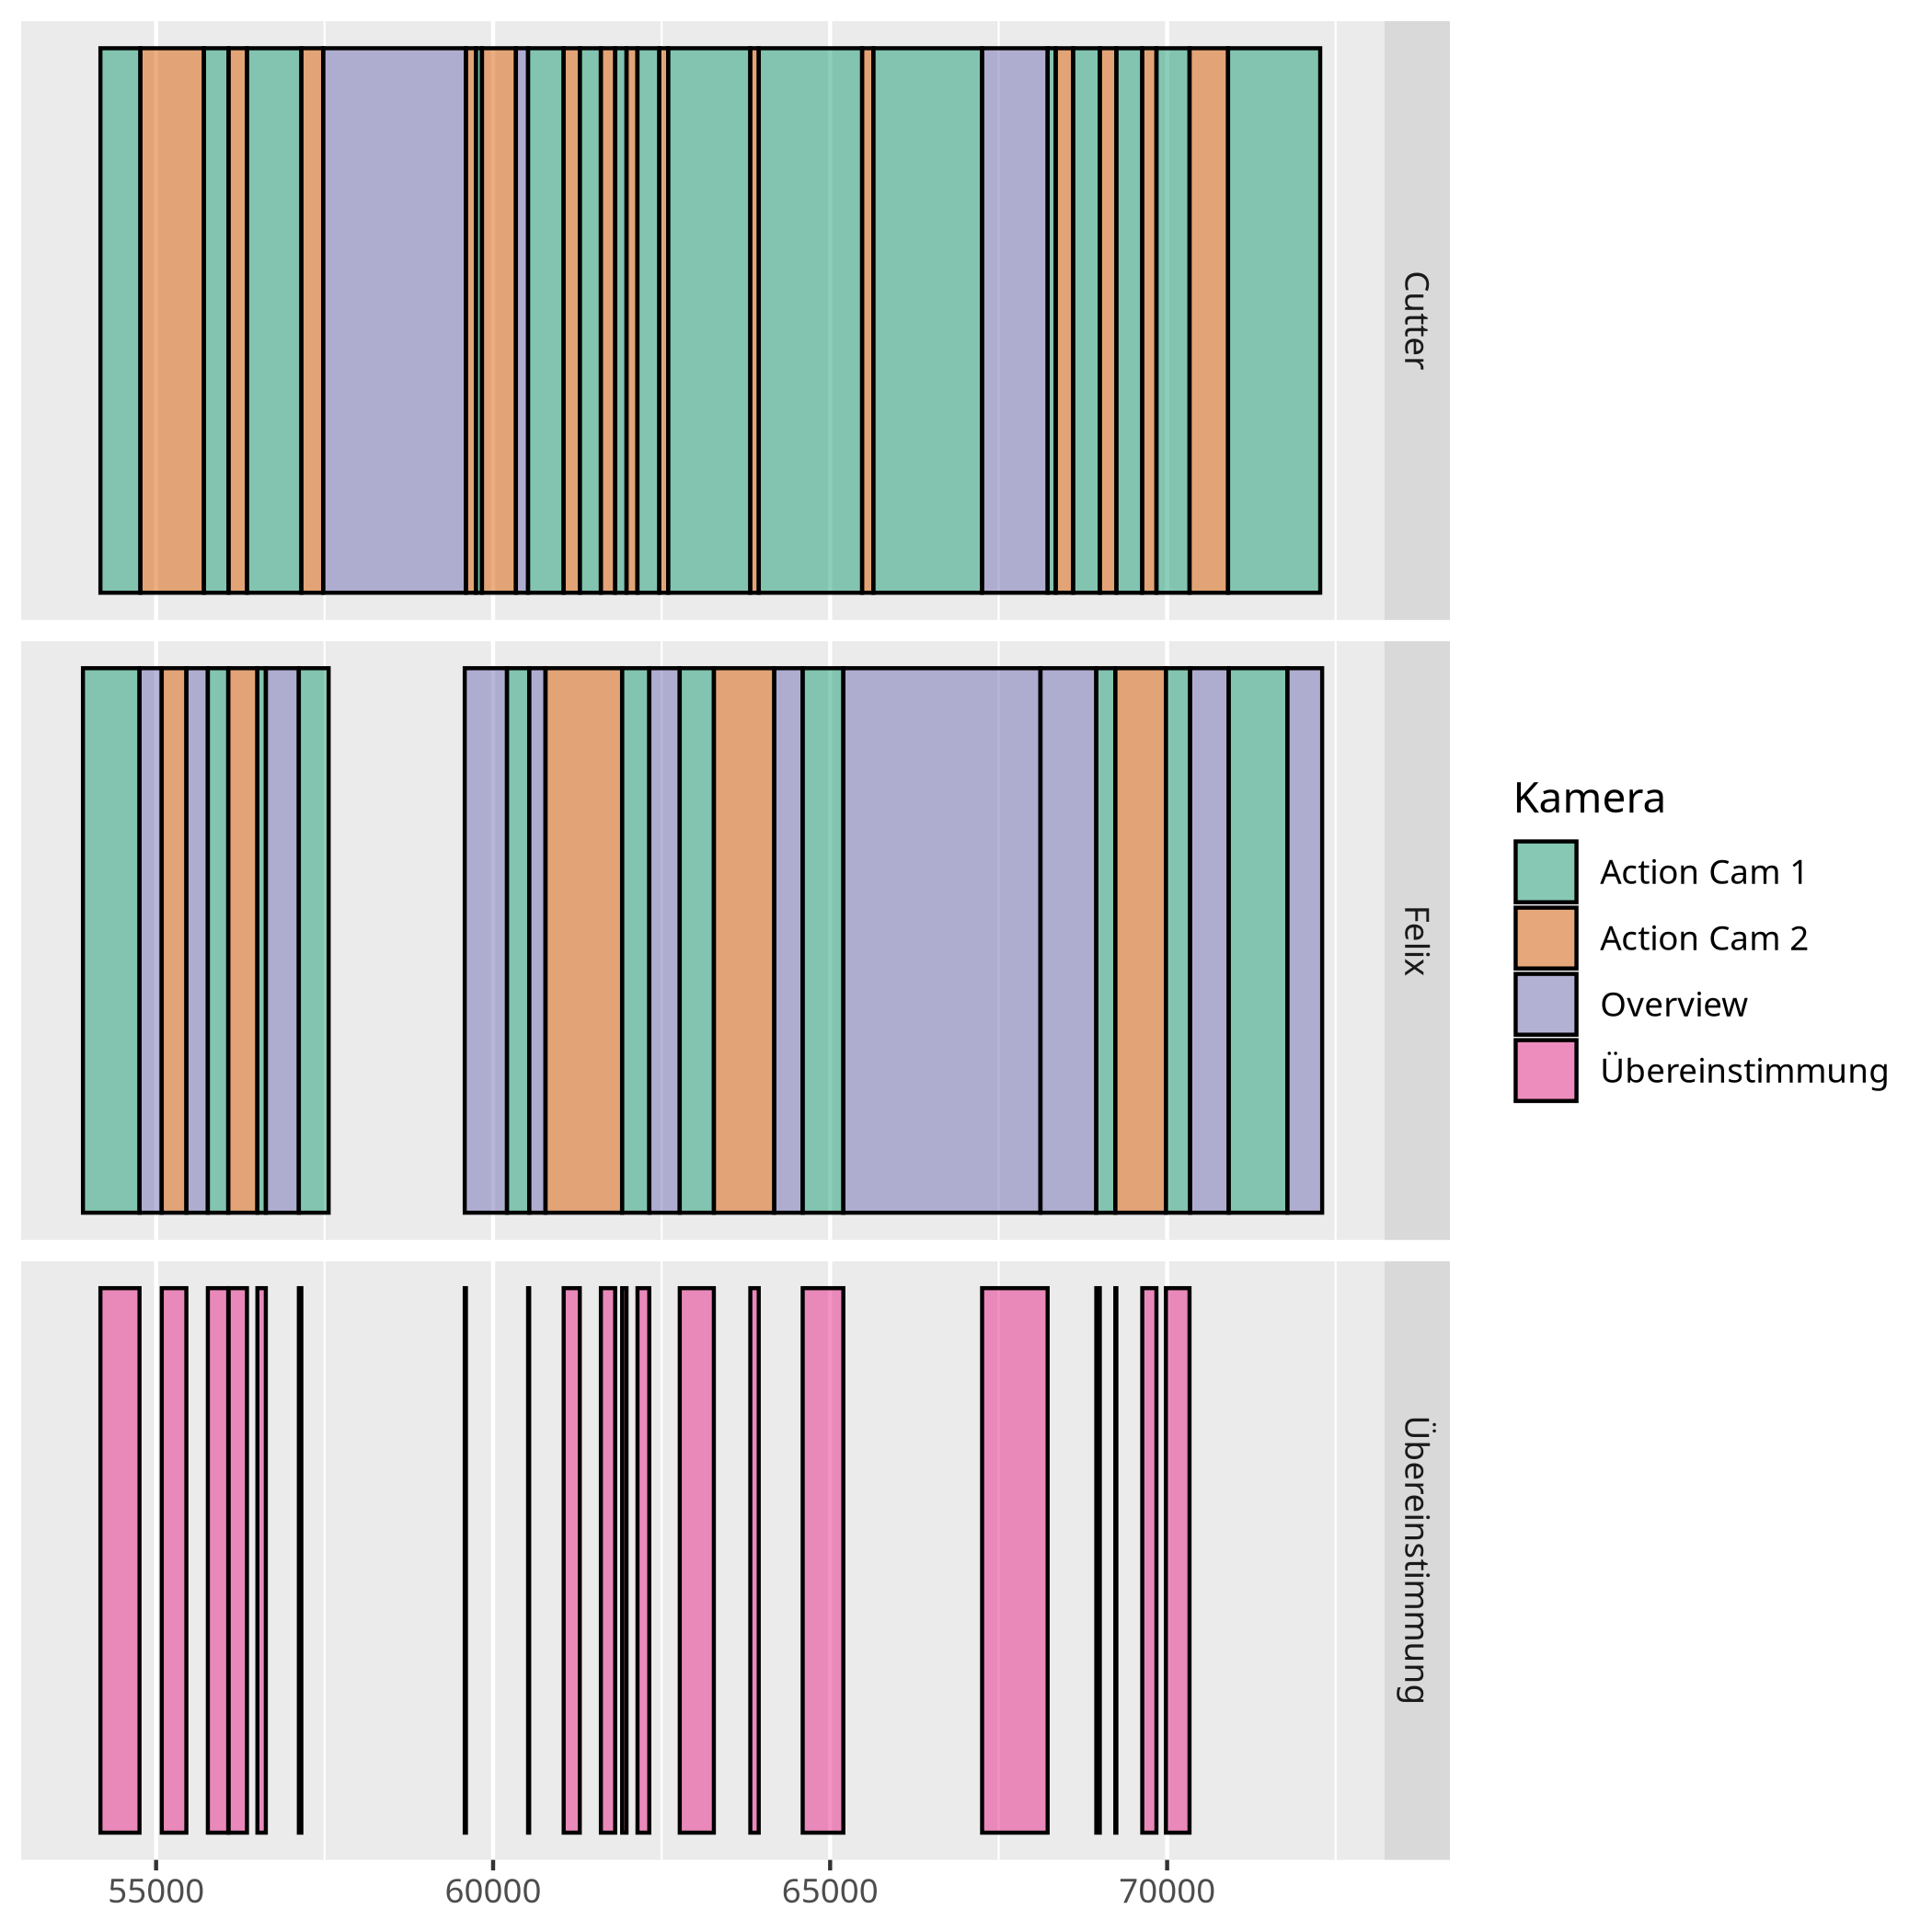 Cutter
Felix
Übereinstimmung
55000
60000
65000
70000
Kamera
Action Cam 1
Action Cam 2
Overview
Übereinstimmung